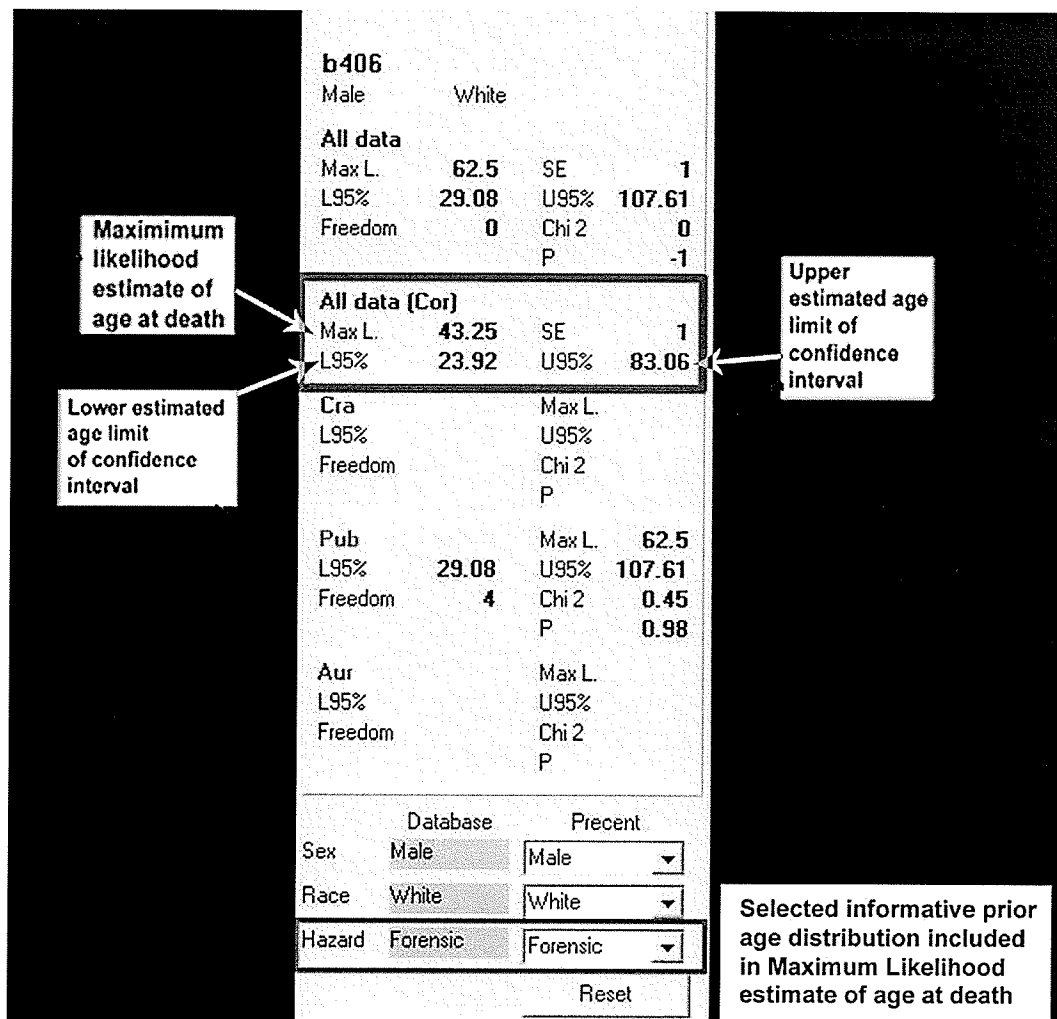 b406
Male White
All data
Max L. 62.5 SE 1
L95% 29.08 U95% 107.61
Freedom 0 Chi 2 0
P -1
Maximimum
likelihood
estimate of
age at death
All data (Cor)
Max L. 43.25 SE 1
L95% 23.92 U95% 83.06
Upper
estimated age
limit of
confidence
interval
Lower estimated
age limit
of confidence
interval
Cra Max L.
L95% U95%
Freedom Chi 2
P
Pub Max L. 62.5
L95% 29.08 U95% 107.61
Freedom 4 Chi 2 0.45
P 0.98
Aur Max L.
L95% U95%
Freedom Chi 2
P
Database Precent
Sex Male Male
Race White White
Hazard Forensic Forensic
Reset
Selected informative prior
age distribution included
in Maximum Likelihood
estimate of age at death